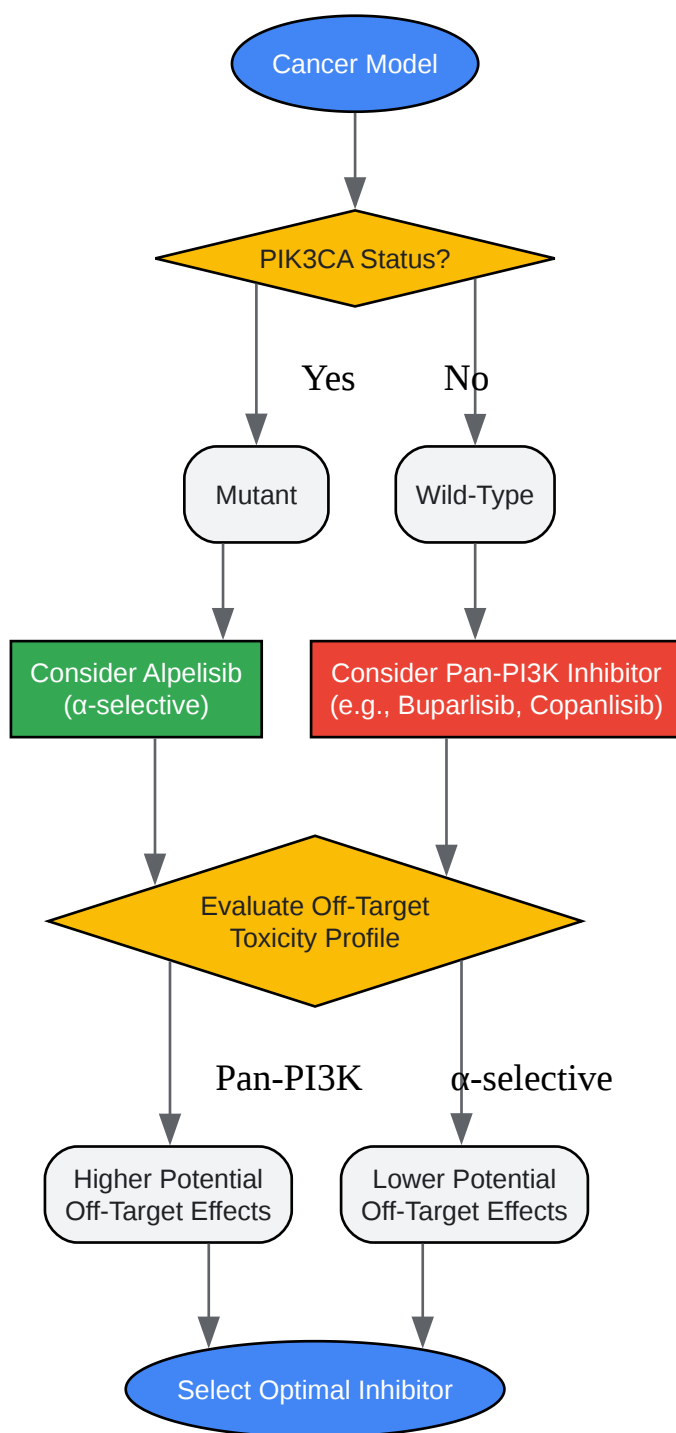 Cancer Model
PIK3CA Status?
Yes
No
Mutant
Wild-Type
Consider Alpelisib
(α-selective)
Consider Pan-PI3K Inhibitor
(e.g., Buparlisib, Copanlisib)
Evaluate Off-Target
Toxicity Profile
Pan-PI3K
α-selective
Higher Potential
Off-Target Effects
Lower Potential
Off-Target Effects
Select Optimal Inhibitor